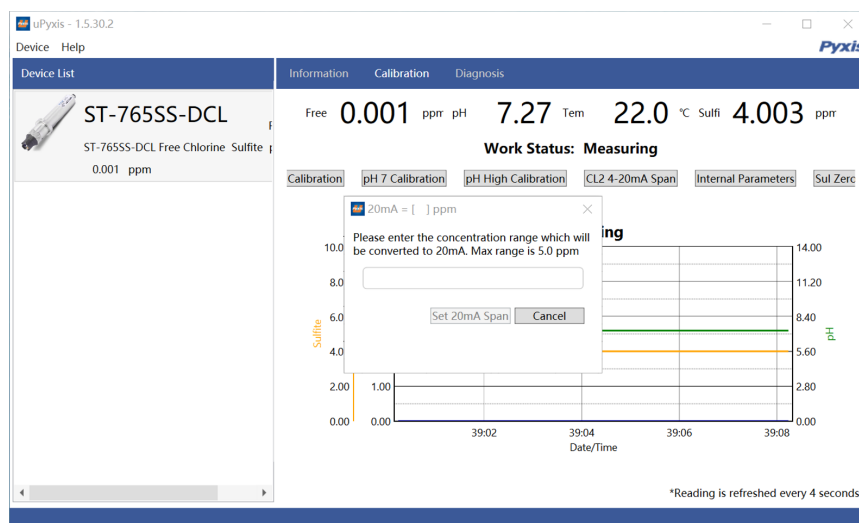 uPyxis - 1.5.30.2
Device Help
Pyxis
Device List
Information Calibration Diagnosis
ST-765SS-DCL
ST-765SS-DCL Free Chlorine Sulfite p
0.001 ppm
Free 0.001 ppm pH 7.27 Tem 22.0 °C Sulfi 4.003 ppm
Work Status: Measuring
Calibration pH 7 Calibration pH High Calibration CL2 4-20mA Span Internal Parameters Sul Zero
20mA = [ ] ppm
Please enter the concentration range which will
be converted to 20mA. Max range is 5.0 ppm
Set 20mA Span Cancel
ing
10.0
8.0
6.0
4.0
2.00
0.00
Sulfite
1.00
0.00
14.00
11.20
8.40
5.60
2.80
0.00
pH
39:02 39:04 39:06 39:08
Date/Time
*Reading is refreshed every 4 seconds